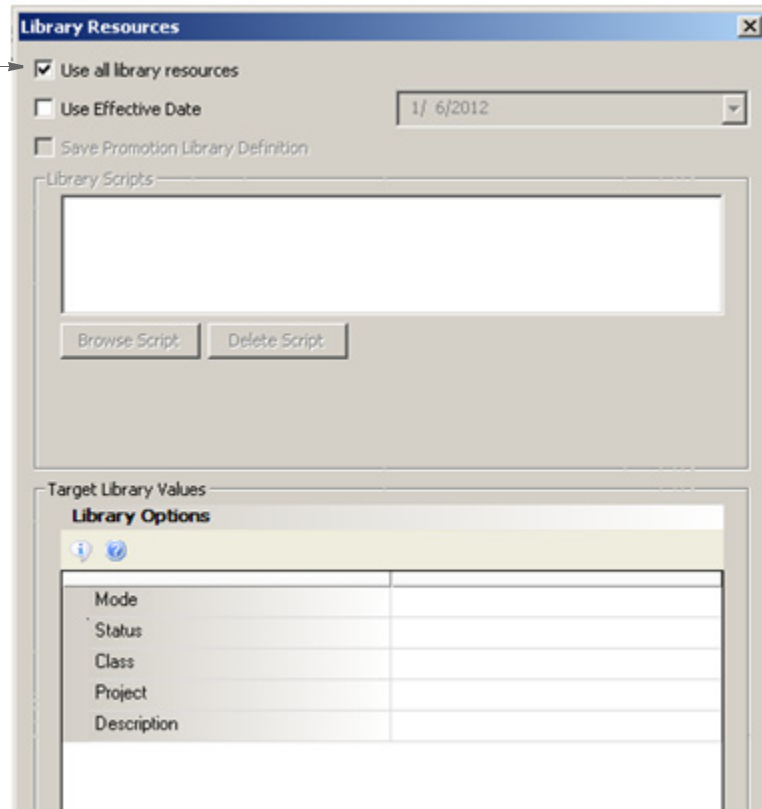 Library Resources
Use all library resources
Use Effective Date 1/ 6/2012
Save Promotion Library Definition
Library Scripts
Browse Script Delete Script
Target Library Values
Library Options
Mode
Status
Class
Project
Description